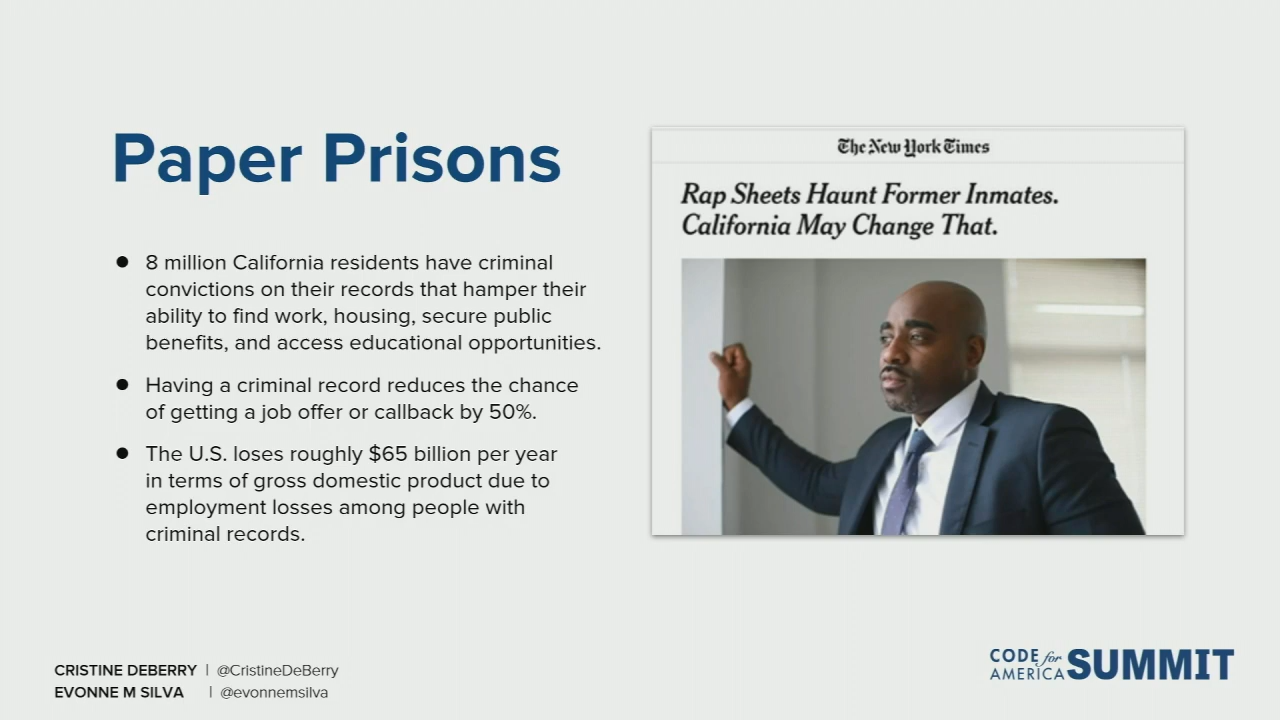 Paper Prisons
● 8 million California residents have criminal
convictions on their records that hamper their
ability to find work, housing, secure public
benefits, and access educational opportunities.
● Having a criminal record reduces the chance
of getting a job offer or callback by 50%.
● The U.S. loses roughly $65 billion per year
in terms of gross domestic product due to
employment losses among people with
criminal records.
The New York Times
Rap Sheets Haunt Former Inmates.
California May Change That.
CRISTINE DEBERRY | @CristineDeBerry
EVONNE M SILVA | @evonnemsilva
CODE for
AMERICA SUMMIT